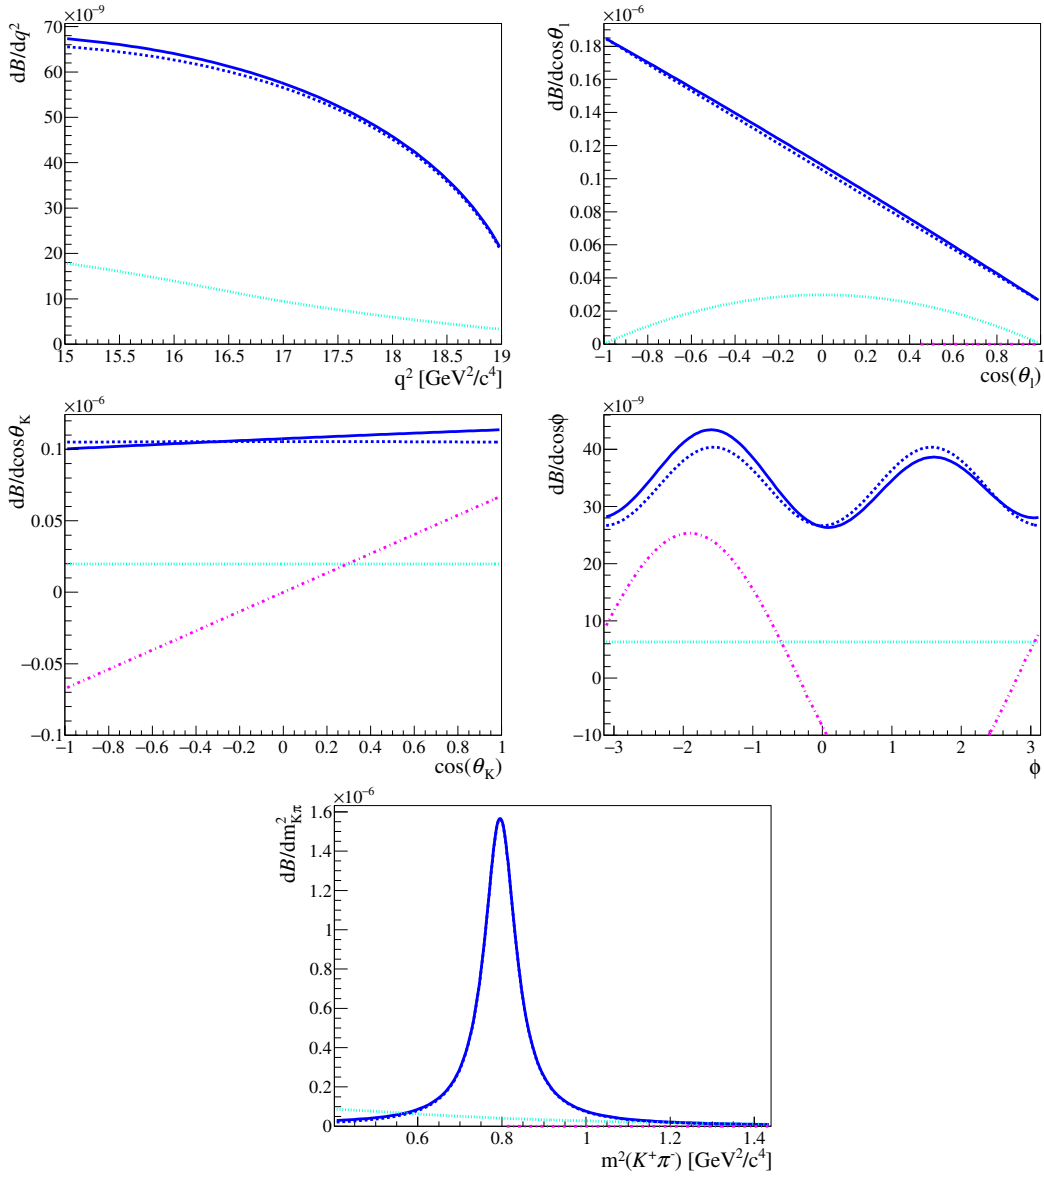 ×10⁻⁹
dB/dq²
70
60
50
40
30
20
10
0
15 15.5 16 16.5 17 17.5 18 18.5 19
q² [GeV²/c⁴]
×10⁻⁶
dB/dcosθ_l
0.18
0.16
0.14
0.12
0.1
0.08
0.06
0.04
0.02
0
−1 −0.8 −0.6 −0.4 −0.2 0 0.2 0.4 0.6 0.8 1
cos(θ_l)
×10⁻⁶
dB/dcosθ_K
0.1
0.05
0
−0.05
−0.1
−1 −0.8 −0.6 −0.4 −0.2 0 0.2 0.4 0.6 0.8 1
cos(θ_K)
×10⁻⁹
dB/dcosϕ
40
30
20
10
0
−10
−3 −2 −1 0 1 2 3
ϕ
×10⁻⁶
dB/dm²_Kπ
1.6
1.4
1.2
1
0.8
0.6
0.4
0.2
0
0.6 0.8 1 1.2 1.4
m²(K⁺π⁻) [GeV²/c⁴]